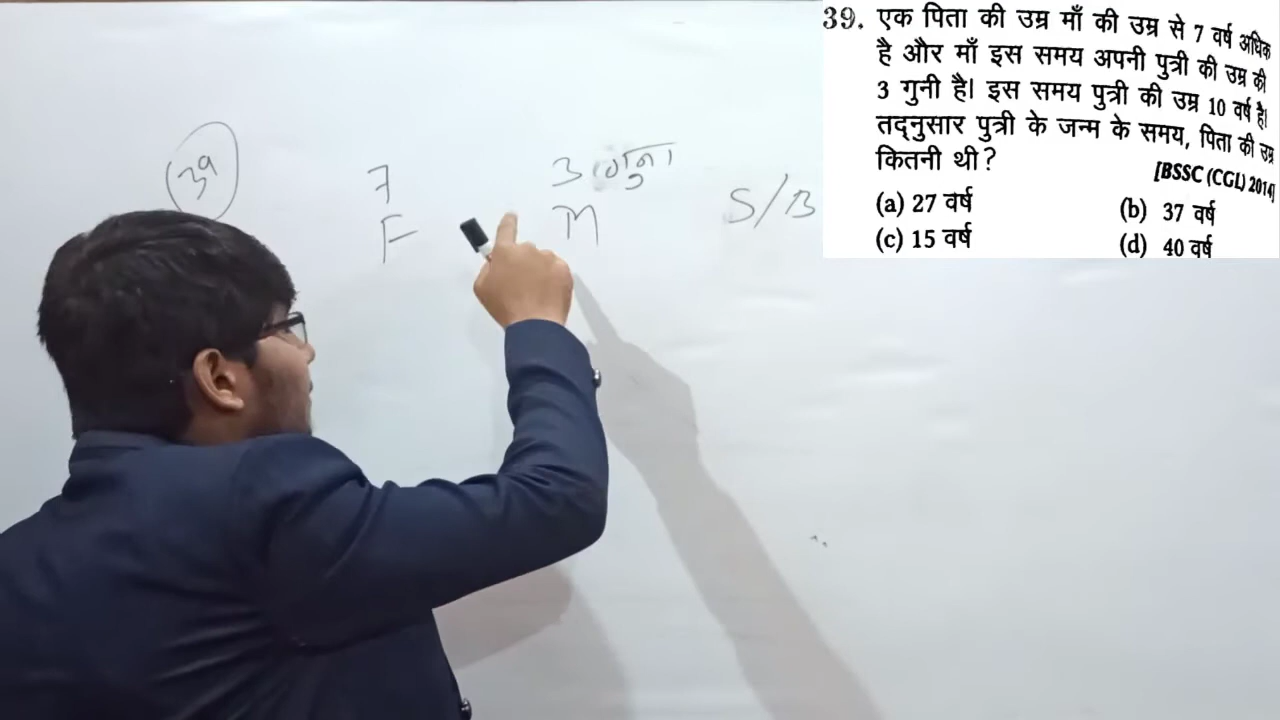 39. एक पिता की उम्र माँ की उम्र से 7 वर्ष अधिक
है और माँ इस समय अपनी पुत्री की उम्र की
3 गुनी है। इस समय पुत्री की उम्र 10 वर्ष है।
तद्नुसार पुत्री के जन्म के समय, पिता की उम्र
कितनी थी?
[BSSC (CGL) 2014]
(a) 27 वर्ष (b) 37 वर्ष
(c) 15 वर्ष (d) 40 वर्ष
39
7 3 गुना
F M S/B